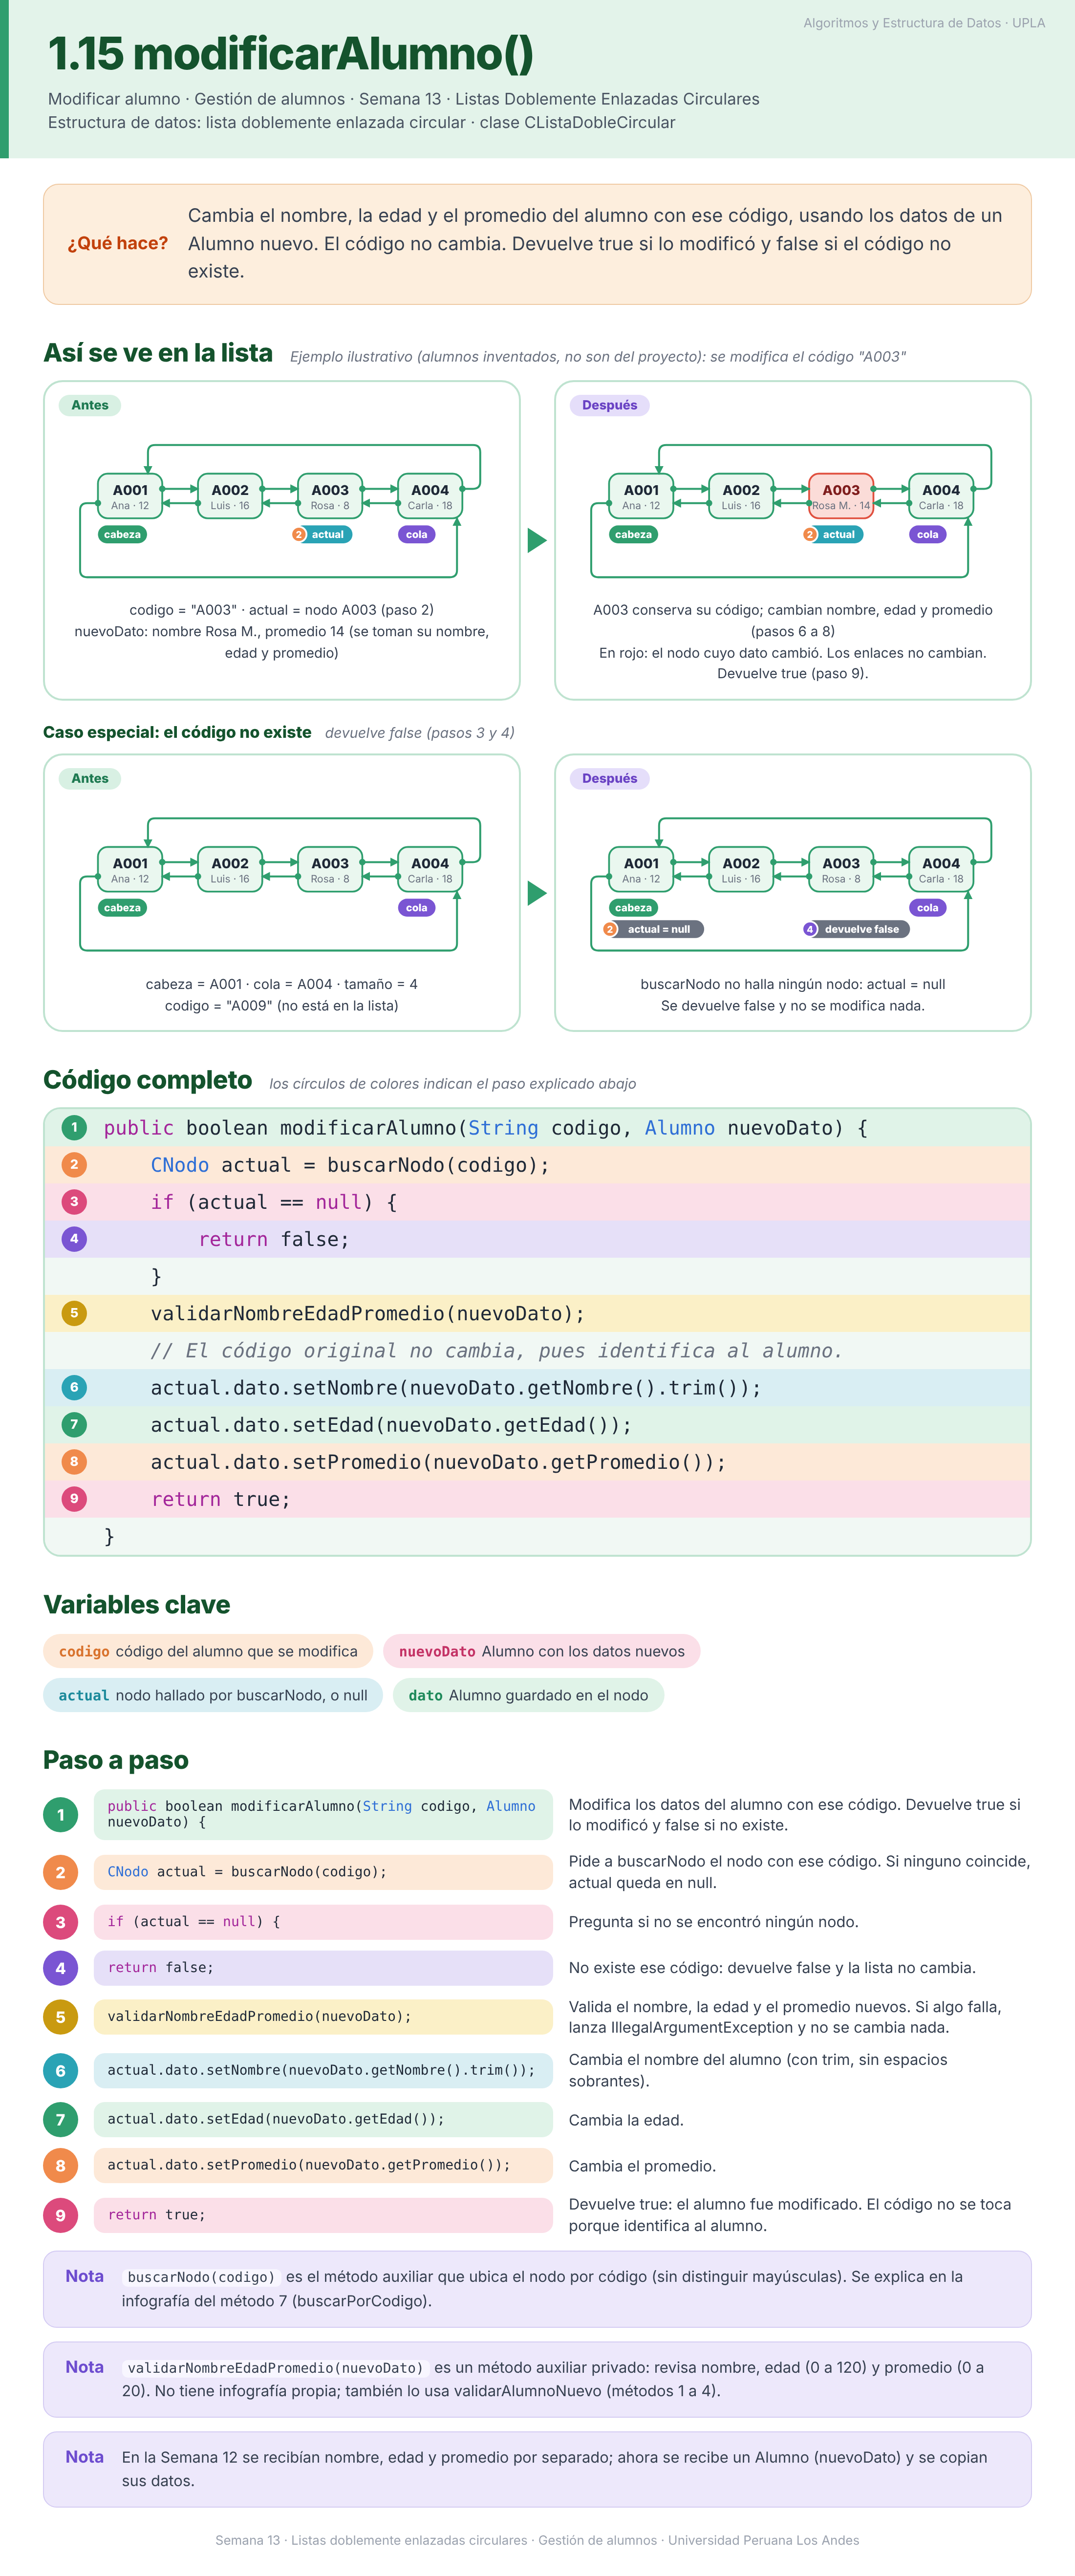 Algoritmos y Estructura de Datos · UPLA
1.15 modificarAlumno()
Modificar alumno · Gestión de alumnos · Semana 13 · Listas Doblemente Enlazadas Circulares
Estructura de datos: lista doblemente enlazada circular · clase CListaDobleCircular
¿Qué hace?
Cambia el nombre, la edad y el promedio del alumno con ese código, usando los datos de un
Alumno nuevo. El código no cambia. Devuelve true si lo modificó y false si el código no
existe.
Así se ve en la lista
Ejemplo ilustrativo (alumnos inventados, no son del proyecto): se modifica el código "A003"
Antes
A001
Ana · 12
A002
Luis · 16
A003
Rosa · 8
A004
Carla · 18
cabeza
2 actual
cola
codigo = "A003" · actual = nodo A003 (paso 2)
nuevoDato: nombre Rosa M., promedio 14 (se toman su nombre,
edad y promedio)
Después
A001
Ana · 12
A002
Luis · 16
A003
Rosa M. · 14
A004
Carla · 18
cabeza
2 actual
cola
A003 conserva su código; cambian nombre, edad y promedio
(pasos 6 a 8)
En rojo: el nodo cuyo dato cambió. Los enlaces no cambian.
Devuelve true (paso 9).
Caso especial: el código no existe
devuelve false (pasos 3 y 4)
Antes
A001
Ana · 12
A002
Luis · 16
A003
Rosa · 8
A004
Carla · 18
cabeza
cola
cabeza = A001 · cola = A004 · tamaño = 4
codigo = "A009" (no está en la lista)
Después
A001
Ana · 12
A002
Luis · 16
A003
Rosa · 8
A004
Carla · 18
cabeza
cola
2 actual = null
4 devuelve false
buscarNodo no halla ningún nodo: actual = null
Se devuelve false y no se modifica nada.
Código completo
los círculos de colores indican el paso explicado abajo
1 public boolean modificarAlumno(String codigo, Alumno nuevoDato) {
2 CNodo actual = buscarNodo(codigo);
3 if (actual == null) {
4 return false;
}
5 validarNombreEdadPromedio(nuevoDato);
// El código original no cambia, pues identifica al alumno.
6 actual.dato.setNombre(nuevoDato.getNombre().trim());
7 actual.dato.setEdad(nuevoDato.getEdad());
8 actual.dato.setPromedio(nuevoDato.getPromedio());
9 return true;
}
Variables clave
codigo código del alumno que se modifica
nuevoDato Alumno con los datos nuevos
actual nodo hallado por buscarNodo, o null
dato Alumno guardado en el nodo
Paso a paso
1
public boolean modificarAlumno(String codigo, Alumno
nuevoDato) {
Modifica los datos del alumno con ese código. Devuelve true si
lo modificó y false si no existe.
2
CNodo actual = buscarNodo(codigo);
Pide a buscarNodo el nodo con ese código. Si ninguno coincide,
actual queda en null.
3
if (actual == null) {
Pregunta si no se encontró ningún nodo.
4
return false;
No existe ese código: devuelve false y la lista no cambia.
5
validarNombreEdadPromedio(nuevoDato);
Valida el nombre, la edad y el promedio nuevos. Si algo falla,
lanza IllegalArgumentException y no se cambia nada.
6
actual.dato.setNombre(nuevoDato.getNombre().trim());
Cambia el nombre del alumno (con trim, sin espacios
sobrantes).
7
actual.dato.setEdad(nuevoDato.getEdad());
Cambia la edad.
8
actual.dato.setPromedio(nuevoDato.getPromedio());
Cambia el promedio.
9
return true;
Devuelve true: el alumno fue modificado. El código no se toca
porque identifica al alumno.
Nota
buscarNodo(codigo) es el método auxiliar que ubica el nodo por código (sin distinguir mayúsculas). Se explica en la
infografía del método 7 (buscarPorCodigo).
Nota
validarNombreEdadPromedio(nuevoDato) es un método auxiliar privado: revisa nombre, edad (0 a 120) y promedio (0 a
20). No tiene infografía propia; también lo usa validarAlumnoNuevo (métodos 1 a 4).
Nota
En la Semana 12 se recibían nombre, edad y promedio por separado; ahora se recibe un Alumno (nuevoDato) y se copian
sus datos.
Semana 13 · Listas doblemente enlazadas circulares · Gestión de alumnos · Universidad Peruana Los Andes